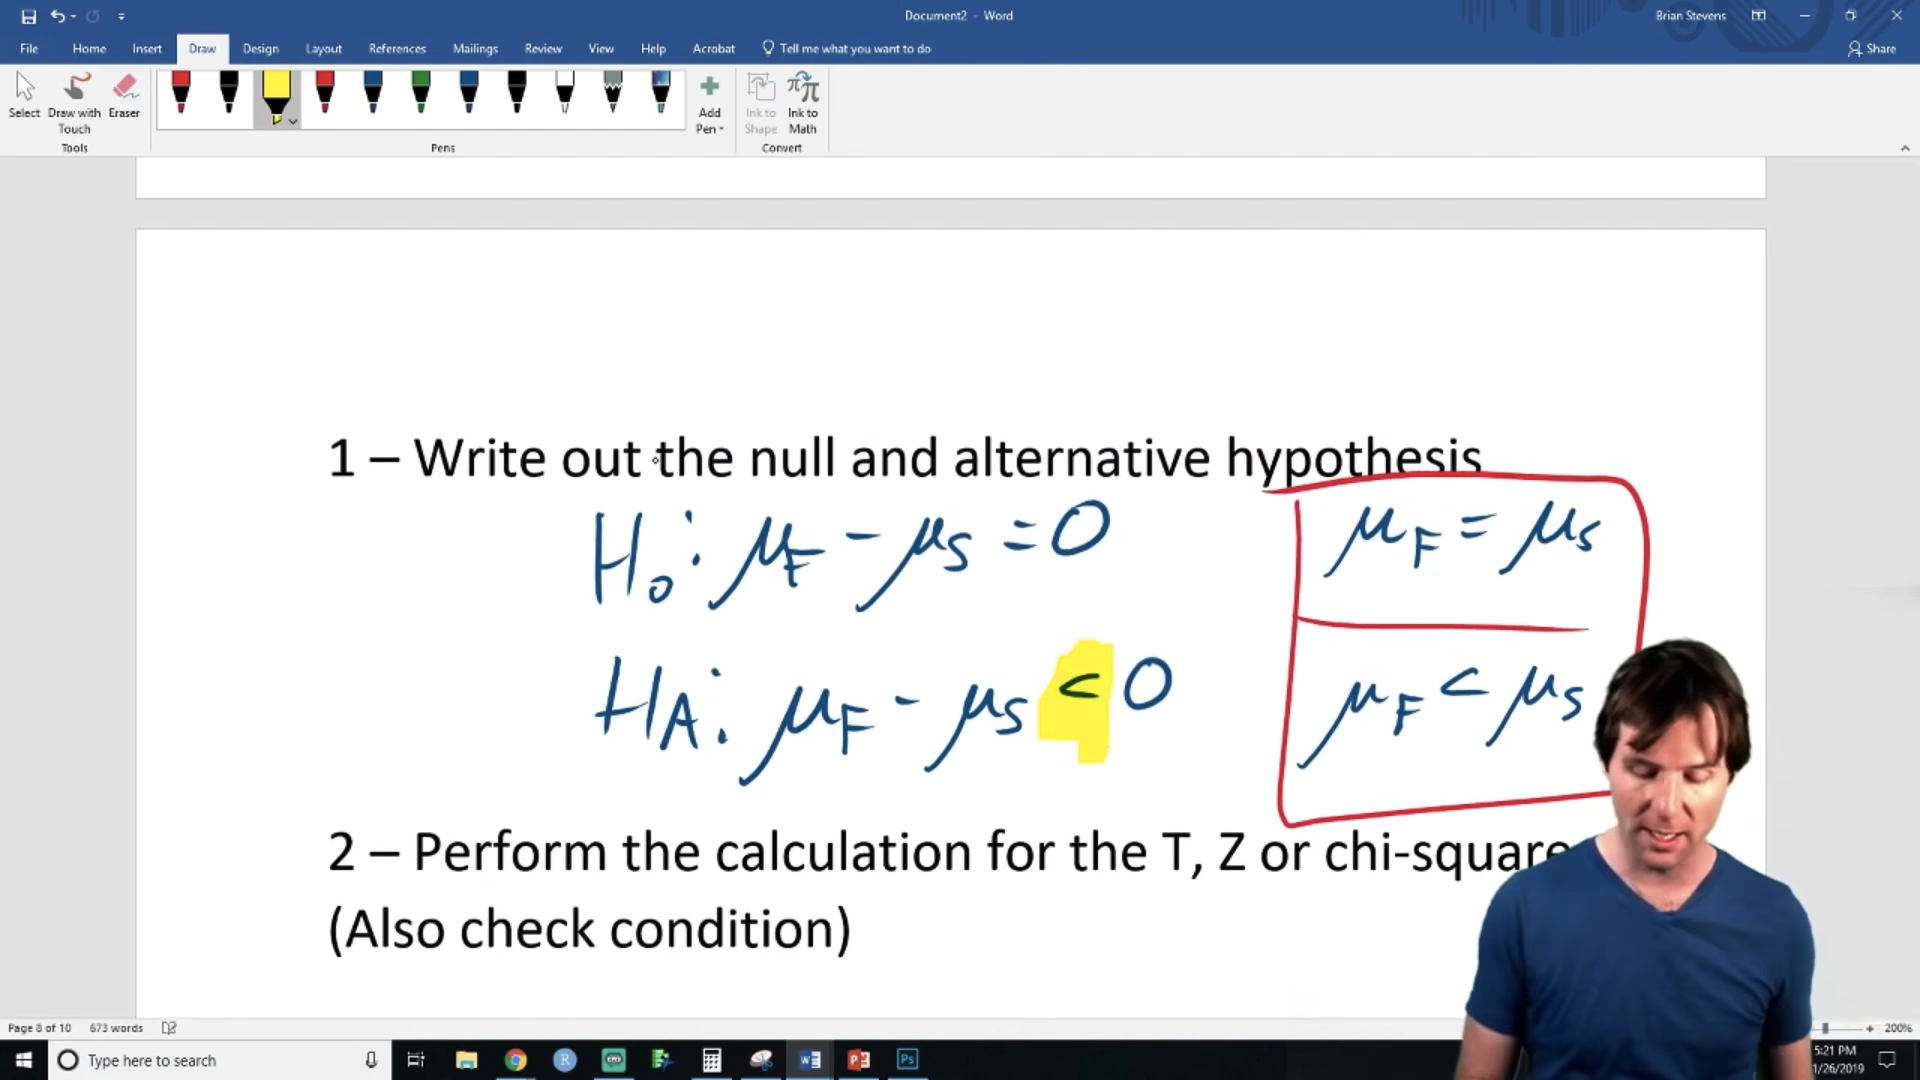 Document2 - Word
Brian Stevens
File Home Insert Draw Design Layout References Mailings Review View Help Acrobat Tell me what you want to do
Share
Select Draw with Touch Eraser
Add Pen
Ink to Shape
Ink to Math
Tools Pens Convert
1 – Write out the null and alternative hypothesis
H₀: μF - μS = 0
μF = μS
HA: μF - μS < 0
μF < μS
2 – Perform the calculation for the T, Z or chi-square
(Also check condition)
Page 8 of 10 673 words
200%
Type here to search
5:21 PM
1/26/2019